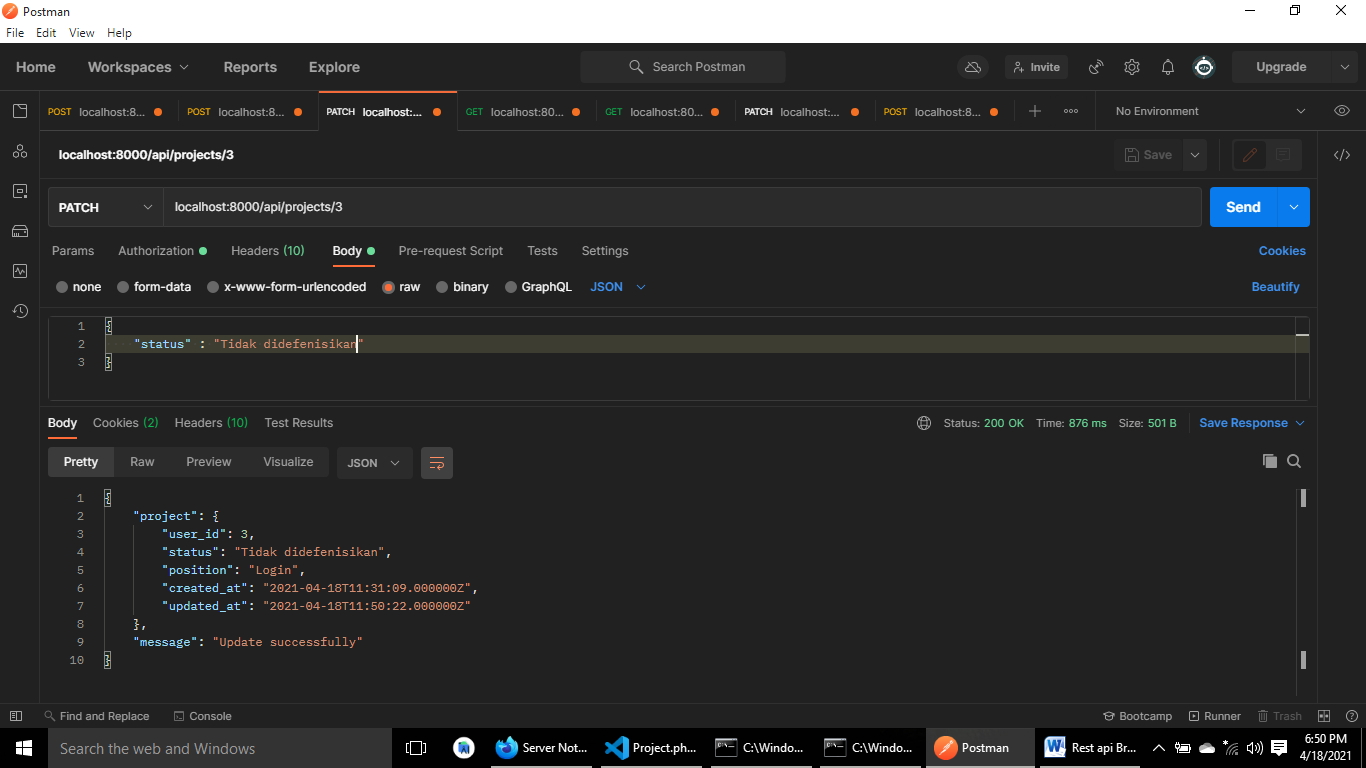 Postman
File Edit View Help
Home Workspaces Reports Explore Search Postman Invite Upgrade
POST localhost:8... POST localhost:8... PATCH localhost:... GET localhost:80... GET localhost:80... PATCH localhost:... POST localhost:8... No Environment
localhost:8000/api/projects/3 Save
PATCH localhost:8000/api/projects/3 Send
Params Authorization Headers (10) Body Pre-request Script Tests Settings Cookies
none form-data x-www-form-urlencoded raw binary GraphQL JSON Beautify
1 {
2 "status" : "Tidak didefenisikan"
3 }
Body Cookies (2) Headers (10) Test Results Status: 200 OK Time: 876 ms Size: 501 B Save Response
Pretty Raw Preview Visualize JSON
1 {
2 "project": {
3 "user_id": 3,
4 "status": "Tidak didefenisikan",
5 "position": "Login",
6 "created_at": "2021-04-18T11:31:09.000000Z",
7 "updated_at": "2021-04-18T11:50:22.000000Z"
8 },
9 "message": "Update successfully"
10 }
Find and Replace Console Bootcamp Runner Trash
Search the web and Windows Server Not... Project.ph... C:\Windo... C:\Windo... Postman Rest api Br... 6:50 PM
4/18/2021